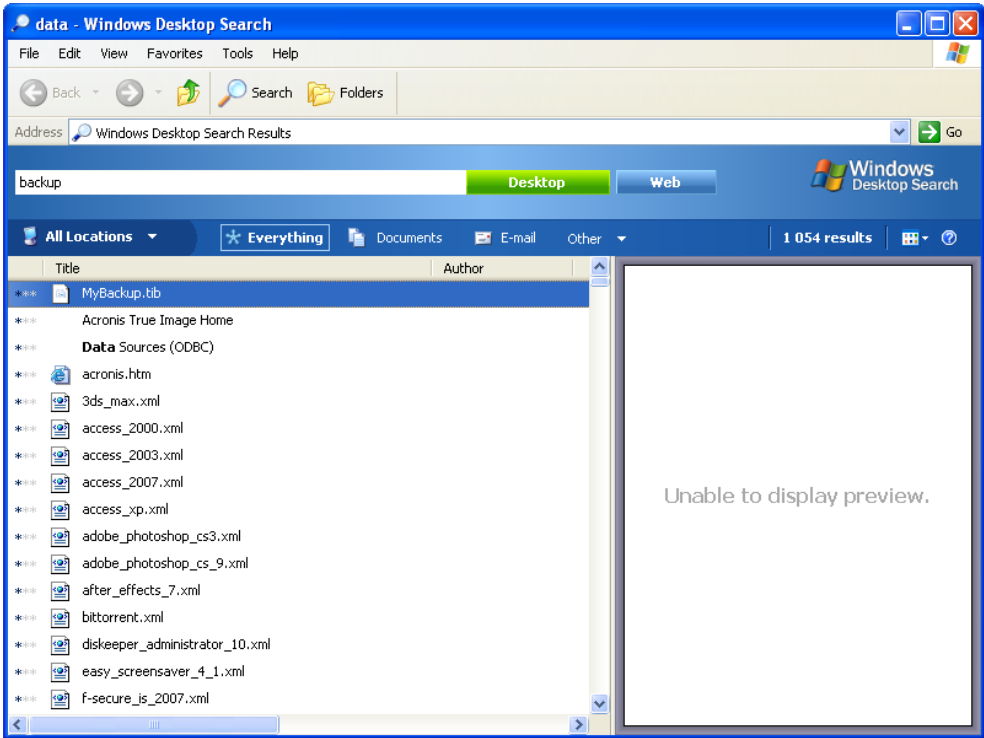 data - Windows Desktop Search
File Edit View Favorites Tools Help
Back Search Folders
Address Windows Desktop Search Results Go
backup Desktop Web Windows Desktop Search
All Locations Everything Documents E-mail Other 1 054 results
Title Author
MyBackup.tib
Acronis True Image Home
Data Sources (ODBC)
acronis.htm
3ds_max.xml
access_2000.xml
access_2003.xml
access_2007.xml
access_xp.xml
adobe_photoshop_cs3.xml
adobe_photoshop_cs_9.xml
after_effects_7.xml
bittorrent.xml
diskeeper_administrator_10.xml
easy_screensaver_4_1.xml
f-secure_is_2007.xml
Unable to display preview.